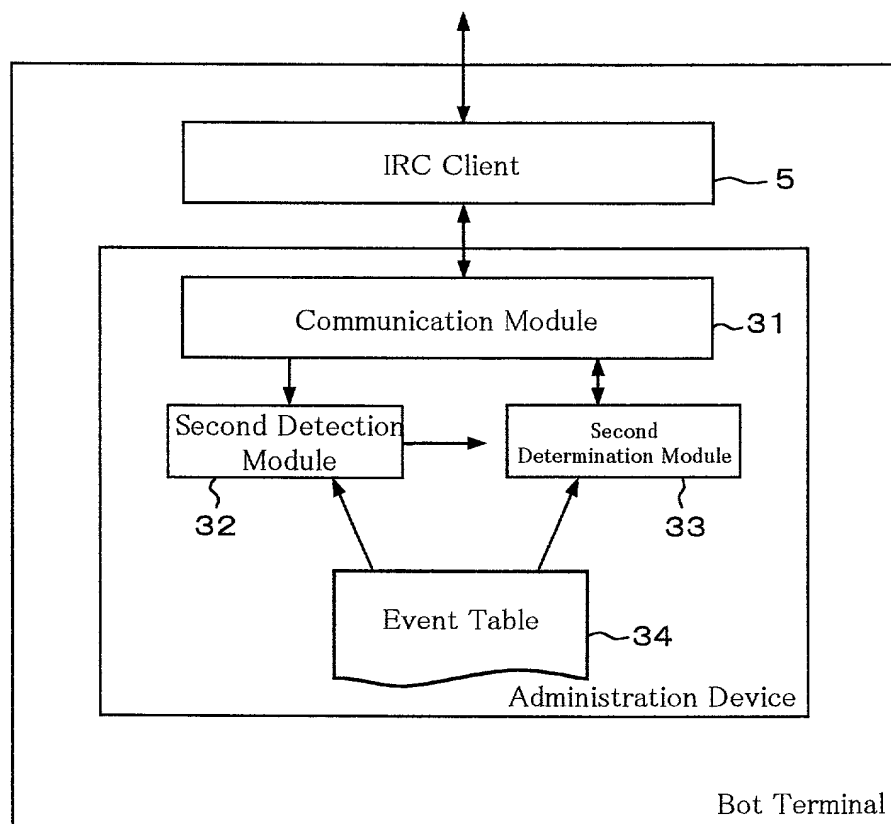 IRC Client
5
Communication Module
31
Second Detection
Module
Second
Determination Module
32
33
Event Table
34
Administration Device
Bot Terminal